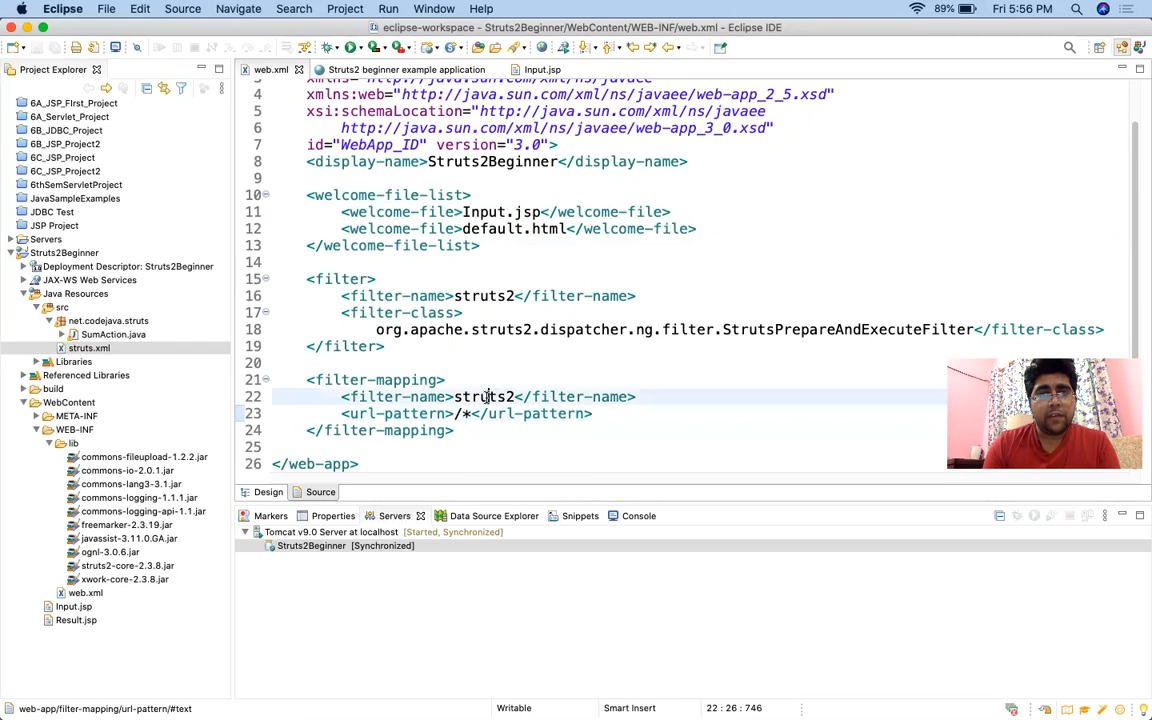 Eclipse File Edit Source Navigate Search Project Run Window Help 89% Fri 5:56 PM
eclipse-workspace - Struts2Beginner/WebContent/WEB-INF/web.xml - Eclipse IDE
Project Explorer
6A_JSP_FIrst_Project
6A_Servlet_Project
6B_JDBC_Project
6B_JSP_Project2
6C_JSP_Project
6C_JSP_Project2
6thSemServletProject
JavaSampleExamples
JDBC Test
JSP Project
Servers
Struts2Beginner
Deployment Descriptor: Struts2Beginner
JAX-WS Web Services
Java Resources
src
net.codejava.struts
SumAction.java
struts.xml
Libraries
Referenced Libraries
build
WebContent
META-INF
WEB-INF
lib
commons-fileupload-1.2.2.jar
commons-io-2.0.1.jar
commons-lang3-3.1.jar
commons-logging-1.1.1.jar
commons-logging-api-1.1.jar
freemarker-2.3.19.jar
javassist-3.11.0.GA.jar
ognl-3.0.6.jar
struts2-core-2.3.8.jar
xwork-core-2.3.8.jar
web.xml
Input.jsp
Result.jsp
web.xml Struts2 beginner example application Input.jsp
3 xmlns="http://java.sun.com/xml/ns/javaee"
4 xmlns:web="http://java.sun.com/xml/ns/javaee/web-app_2_5.xsd"
5 xsi:schemaLocation="http://java.sun.com/xml/ns/javaee
6 http://java.sun.com/xml/ns/javaee/web-app_3_0.xsd"
7 id="WebApp_ID" version="3.0">
8 <display-name>Struts2Beginner</display-name>
9
10 <welcome-file-list>
11 <welcome-file>Input.jsp</welcome-file>
12 <welcome-file>default.html</welcome-file>
13 </welcome-file-list>
14
15 <filter>
16 <filter-name>struts2</filter-name>
17 <filter-class>
18 org.apache.struts2.dispatcher.ng.filter.StrutsPrepareAndExecuteFilter</filter-class>
19 </filter>
20
21 <filter-mapping>
22 <filter-name>struts2</filter-name>
23 <url-pattern>/*</url-pattern>
24 </filter-mapping>
25
26 </web-app>
Design Source
Markers Properties Servers Data Source Explorer Snippets Console
Tomcat v9.0 Server at localhost [Started, Synchronized]
Struts2Beginner [Synchronized]
web-app/filter-mapping/url-pattern/#text Writable Smart Insert 22 : 26 : 746